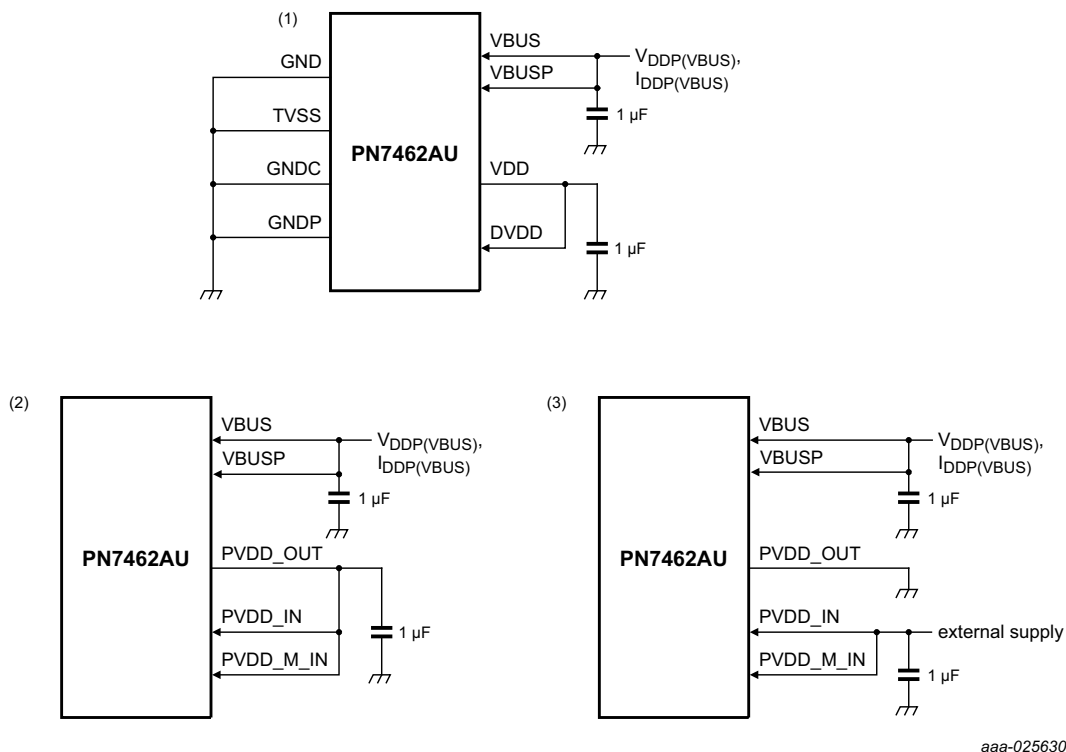 (1)
GND
TVSS
GNDC
GNDP
PN7462AU
VBUS
VBUSP
VDDP(VBUS),
IDDP(VBUS)
1 µF
VDD
DVDD
1 µF
(2)
PN7462AU
VBUS
VBUSP
VDDP(VBUS),
IDDP(VBUS)
1 µF
PVDD_OUT
PVDD_IN
PVDD_M_IN
1 µF
(3)
PN7462AU
VBUS
VBUSP
VDDP(VBUS),
IDDP(VBUS)
1 µF
PVDD_OUT
PVDD_IN
PVDD_M_IN
external supply
1 µF
aaa-025630